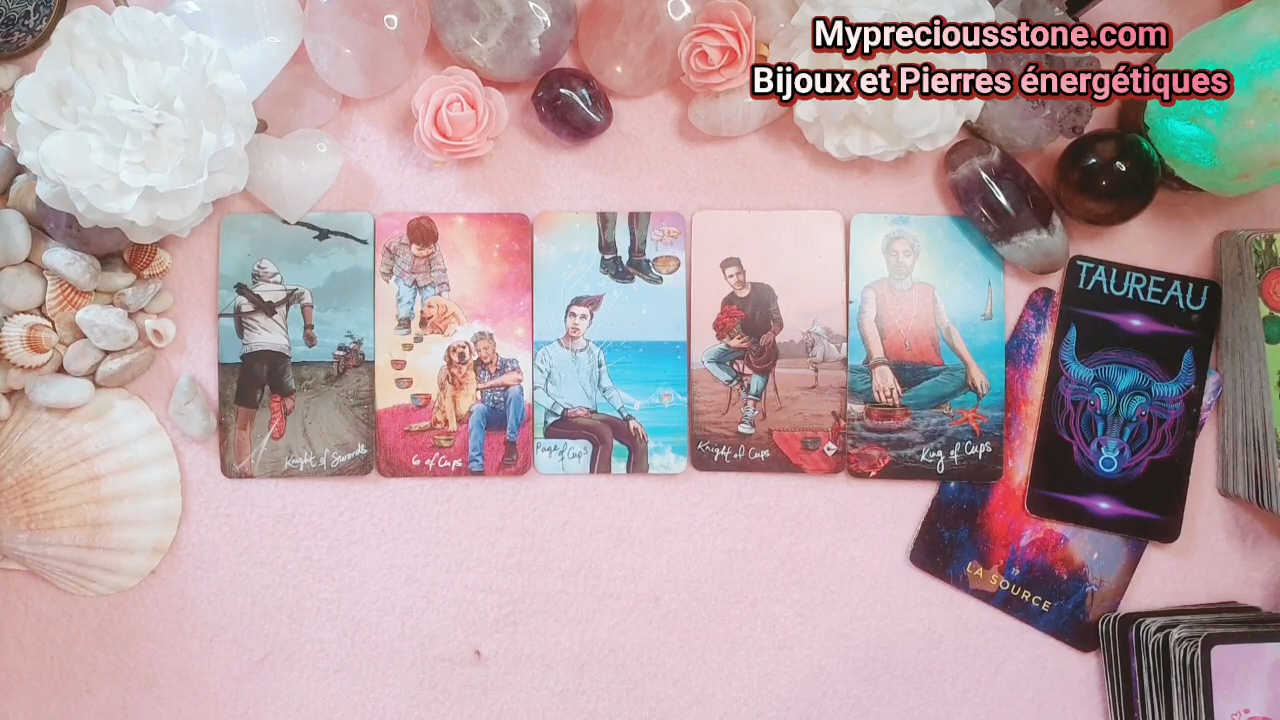 Mypreciousstone.com
Bijoux et Pierres énergétiques
TAUREAU
Knight of Swords
6 of Cups
Page of Cups
Knight of Cups
King of Cups
17
LA SOURCE